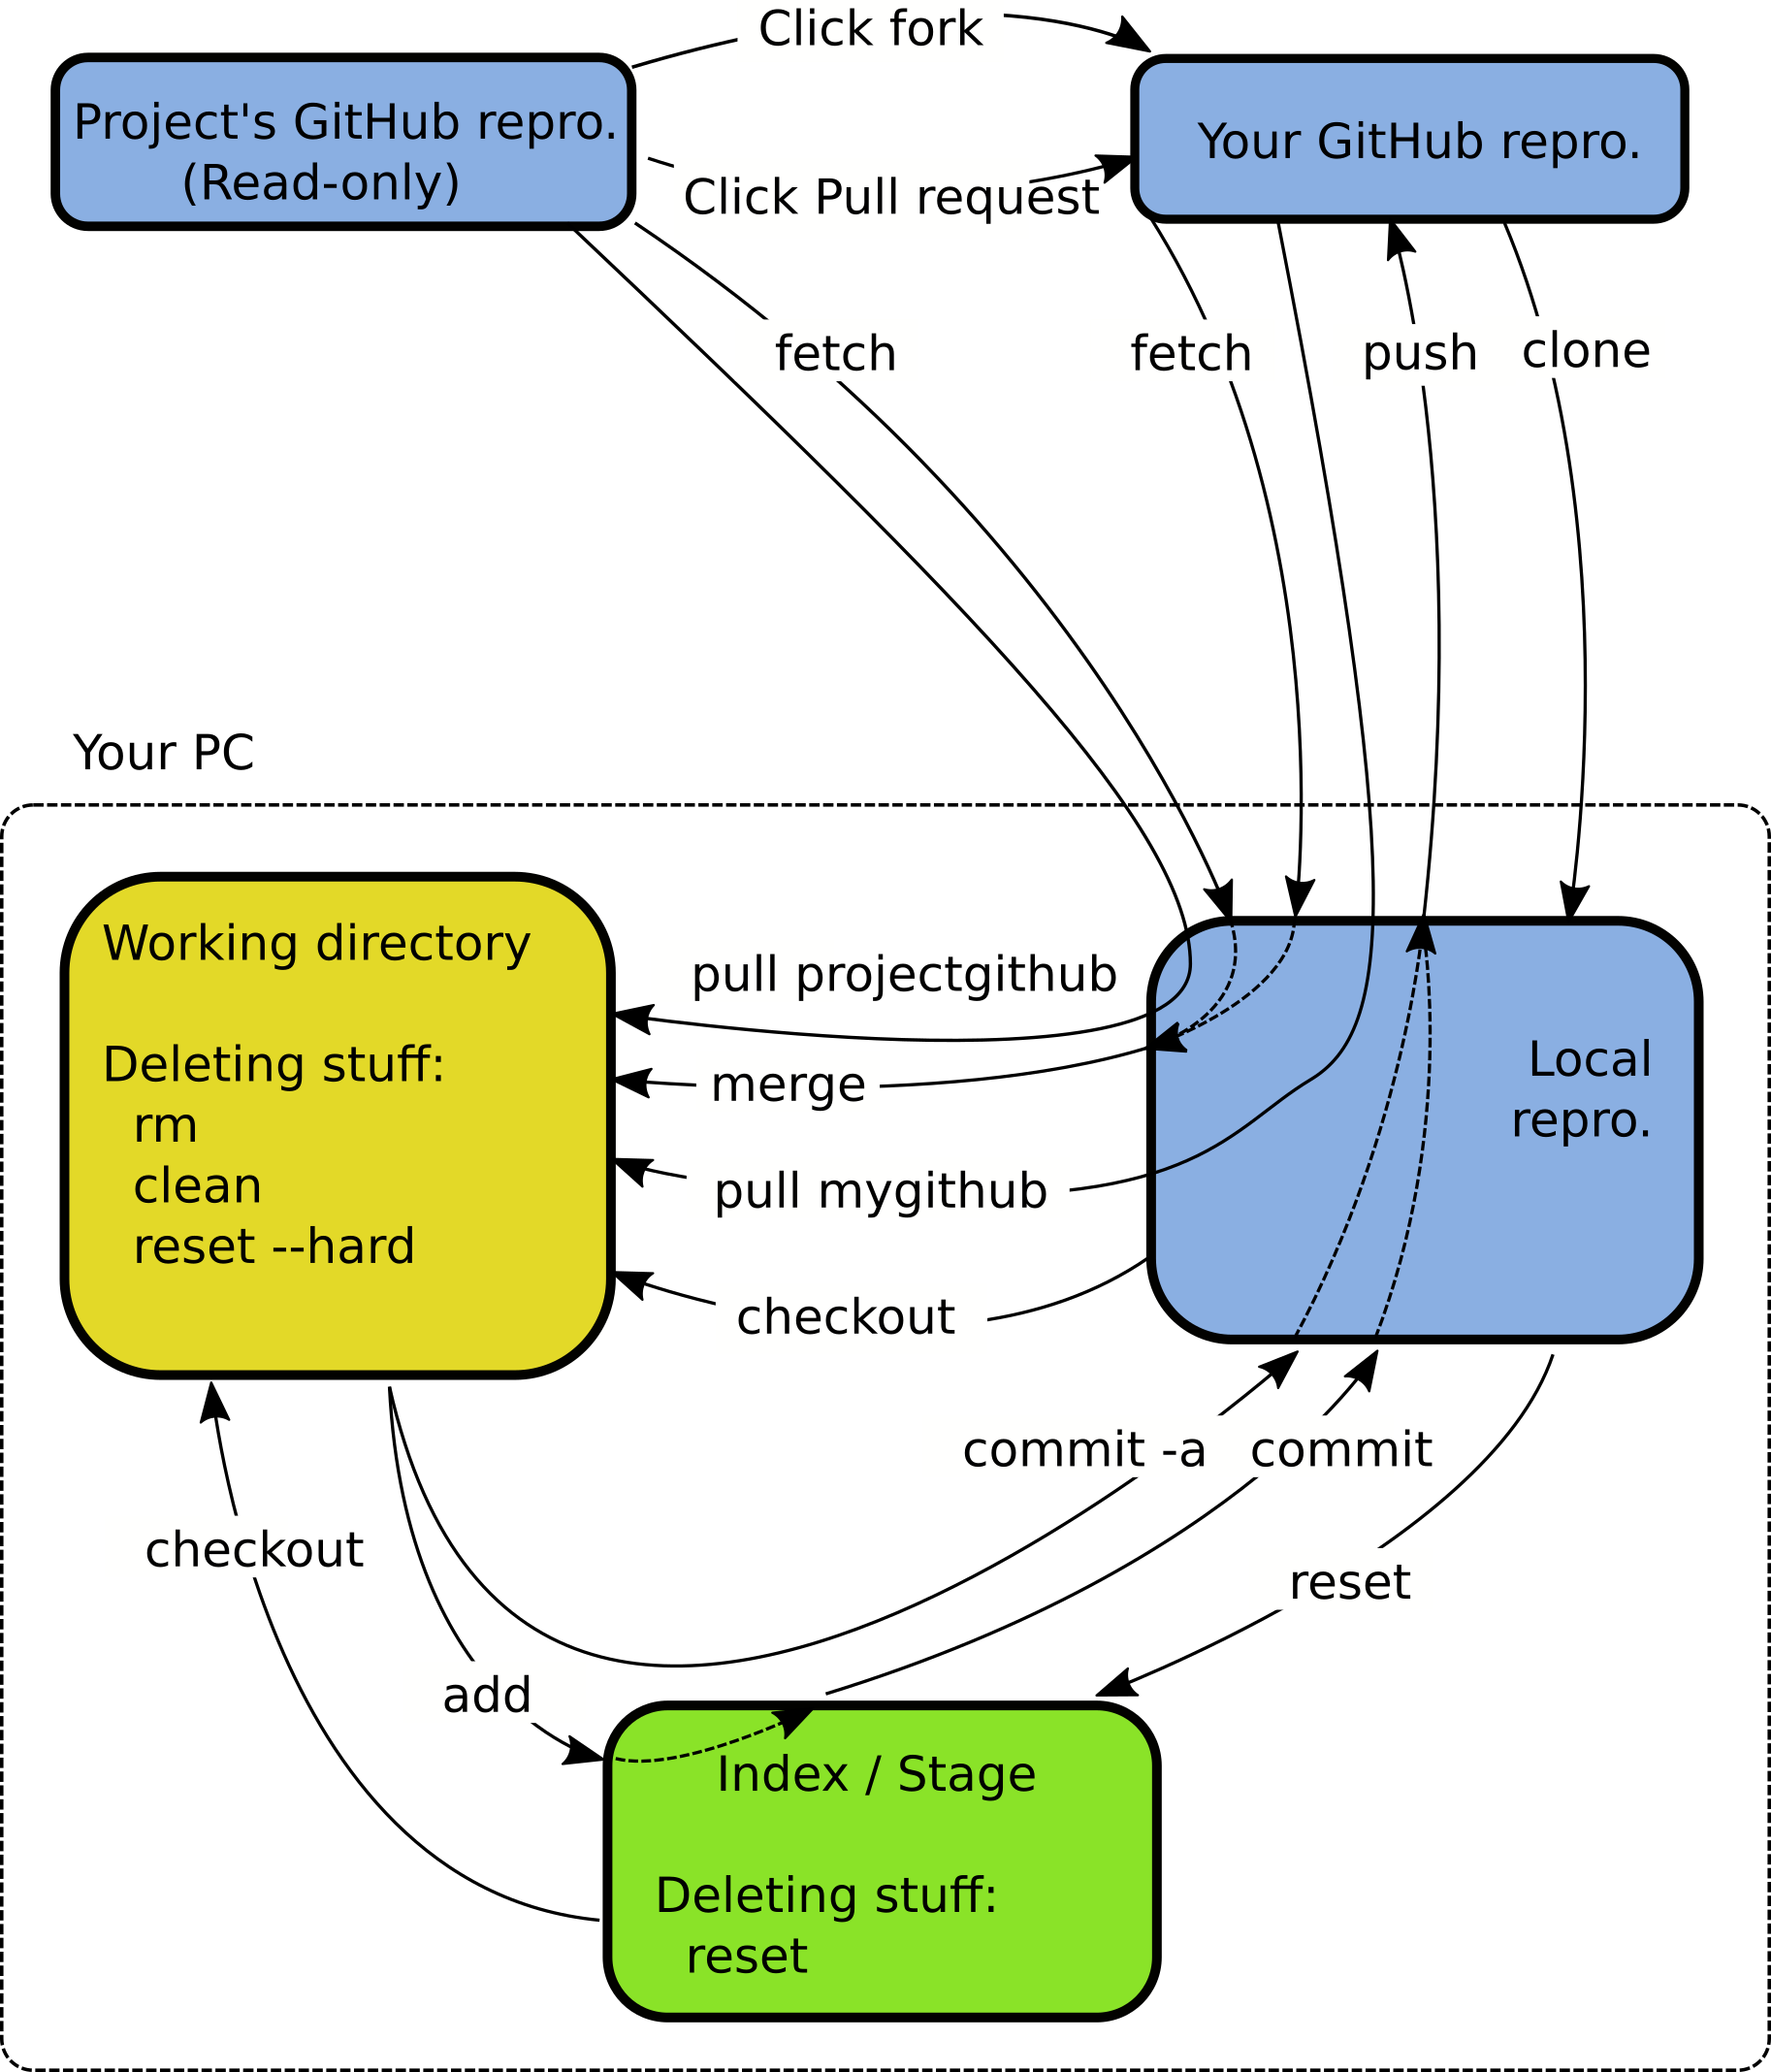 Click fork
Project's GitHub repro.
(Read-only)
Your GitHub repro.
Click Pull request
fetch
fetch
push
clone
Your PC
Working directory
Deleting stuff:
rm
clean
reset --hard
pull projectgithub
merge
pull mygithub
checkout
Local
repro.
commit -a
commit
checkout
reset
add
Index / Stage
Deleting stuff:
reset